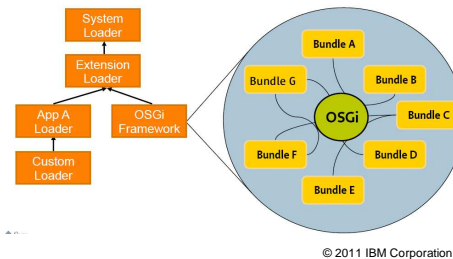 System
Loader
Extension
Loader
App A
Loader
OSGi
Framework
Custom
Loader
Bundle A
Bundle G
Bundle B
OSGi
Bundle C
Bundle F
Bundle D
Bundle E
© 2011 IBM Corporation